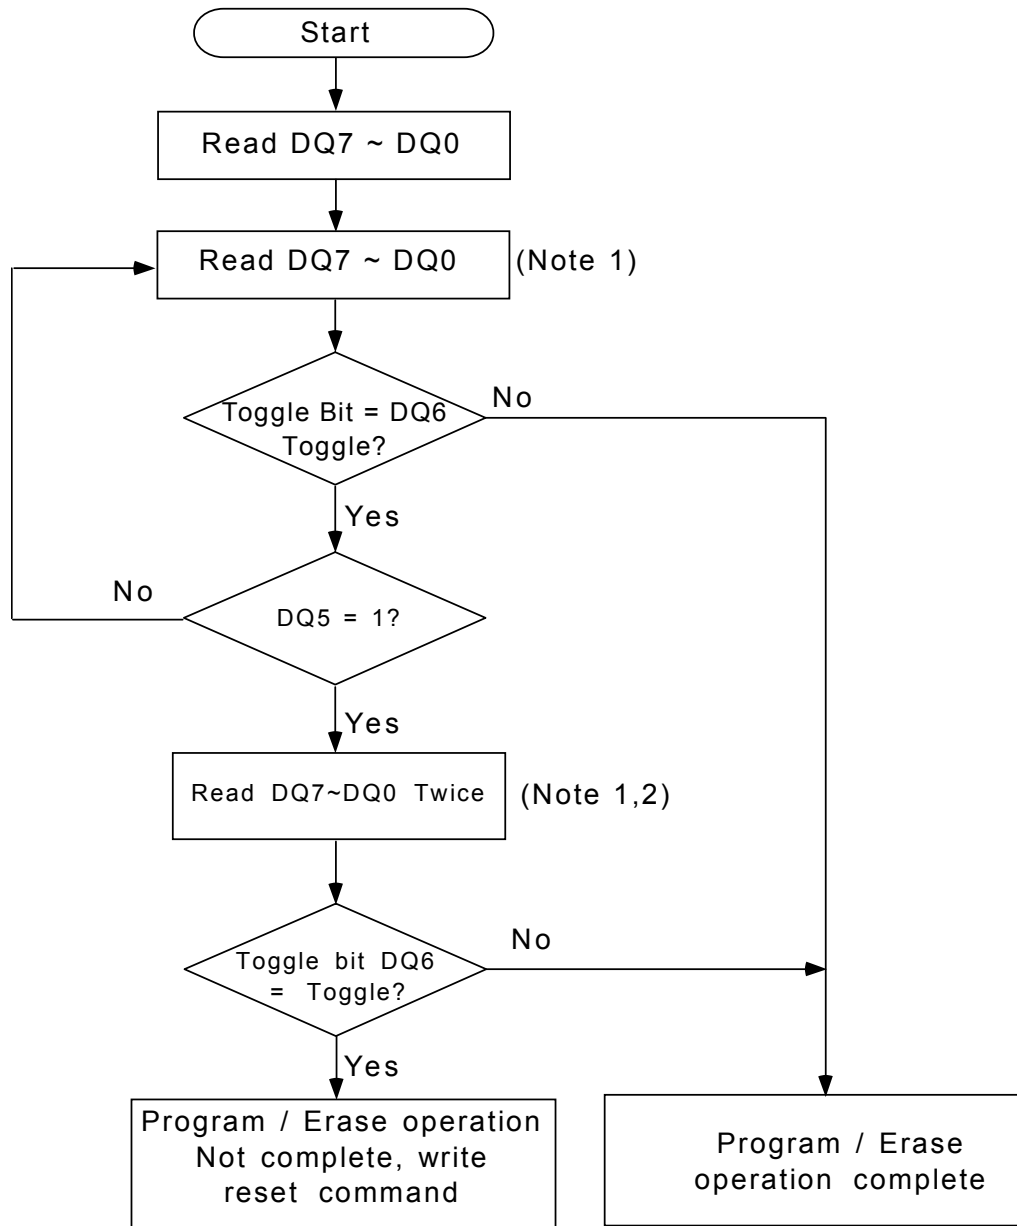 Start
Read DQ7 ~ DQ0
Read DQ7 ~ DQ0
(Note 1)
Toggle Bit = DQ6
Toggle?
No
Yes
No
DQ5 = 1?
Yes
Read DQ7~DQ0 Twice
(Note 1,2)
Toggle bit DQ6
= Toggle?
No
Yes
Program / Erase operation
Not complete, write
reset command
Program / Erase
operation complete